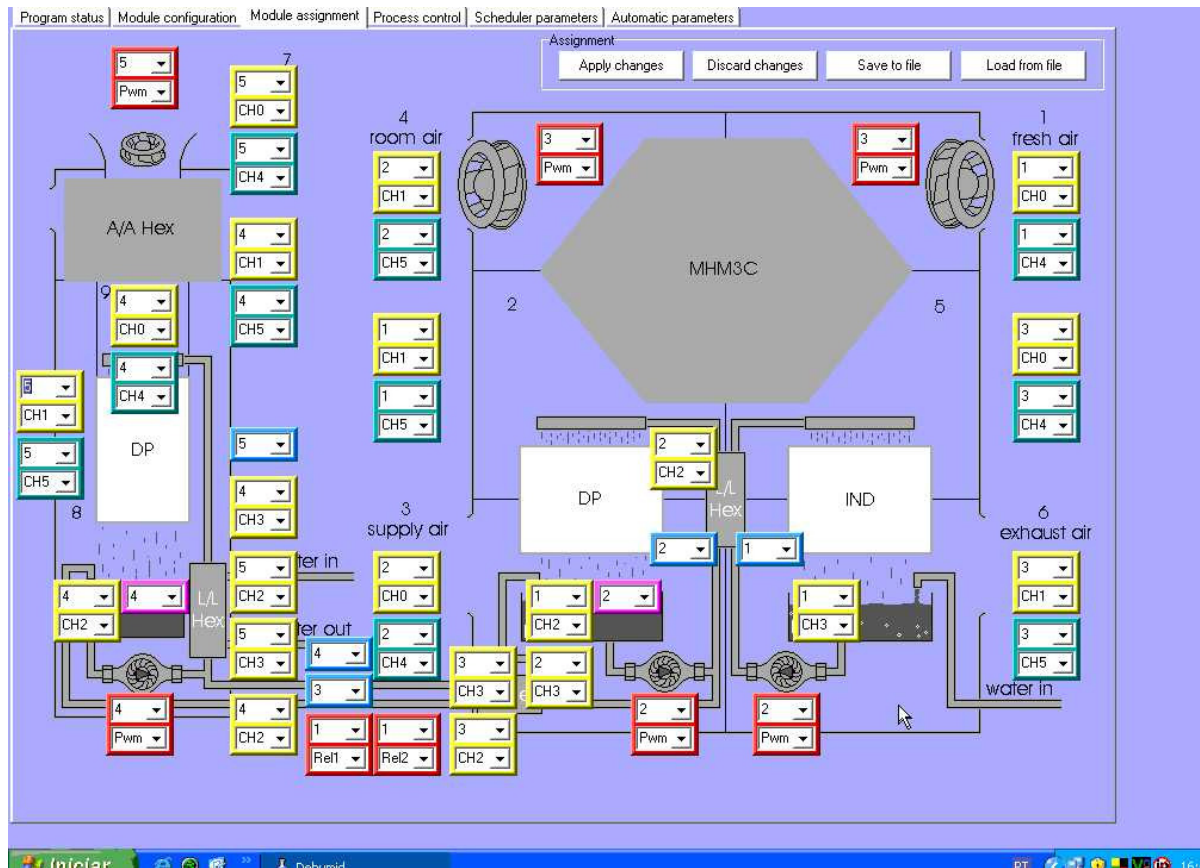 Program status Module configuration Module assignment Process control Scheduler parameters Automatic parameters
Assignment
Apply changes Discard changes Save to file Load from file
5
Pwm
7
5
CH0
5
CH4
4
room air
2
CH1
2
CH5
3
Pwm
3
Pwm
1
fresh air
1
CH0
1
CH4
A/A Hex
4
CH1
4
CH5
MHM3C
9
4
CH0
4
CH4
2
5
1
CH1
1
CH5
3
CH0
3
CH4
5
CH1
5
CH5
DP
5
4
CH3
8
3
supply air
DP
2
CH2
L/L
Hex
IND
6
exhaust air
2
1
4
CH2
4
L/L
Hex
5
CH2
ter in
5
CH3
ter out
2
CH0
2
CH4
1
CH2
2
1
CH3
3
CH1
3
CH5
4
3
3
CH3
2
CH3
water in
4
Pwm
4
CH2
1
Rel1
1
Rel2
3
CH2
2
Pwm
2
Pwm
Iniciar
Dehumid
PT
16: